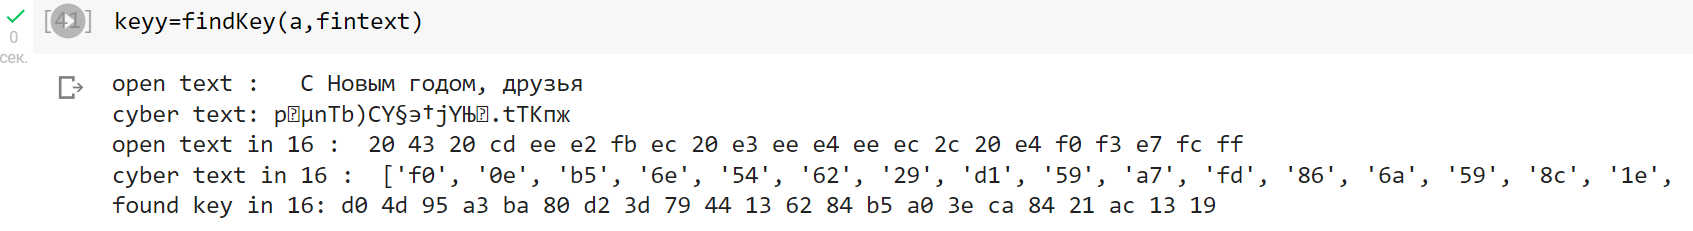 [41] keyy=findKey(a,fintext)
0
сек.
open text :   С Новым годом, друзья
cyber text: р�µnTb)СY§э†jYЊ�.tТКпж
open text in 16 :  20 43 20 cd ee e2 fb ec 20 e3 ee e4 ee ec 2c 20 e4 f0 f3 e7 fc ff
cyber text in 16 :  ['f0', '0e', 'b5', '6e', '54', '62', '29', 'd1', '59', 'a7', 'fd', '86', '6a', '59', '8c', '1e',
found key in 16: d0 4d 95 a3 ba 80 d2 3d 79 44 13 62 84 b5 a0 3e ca 84 21 ac 13 19